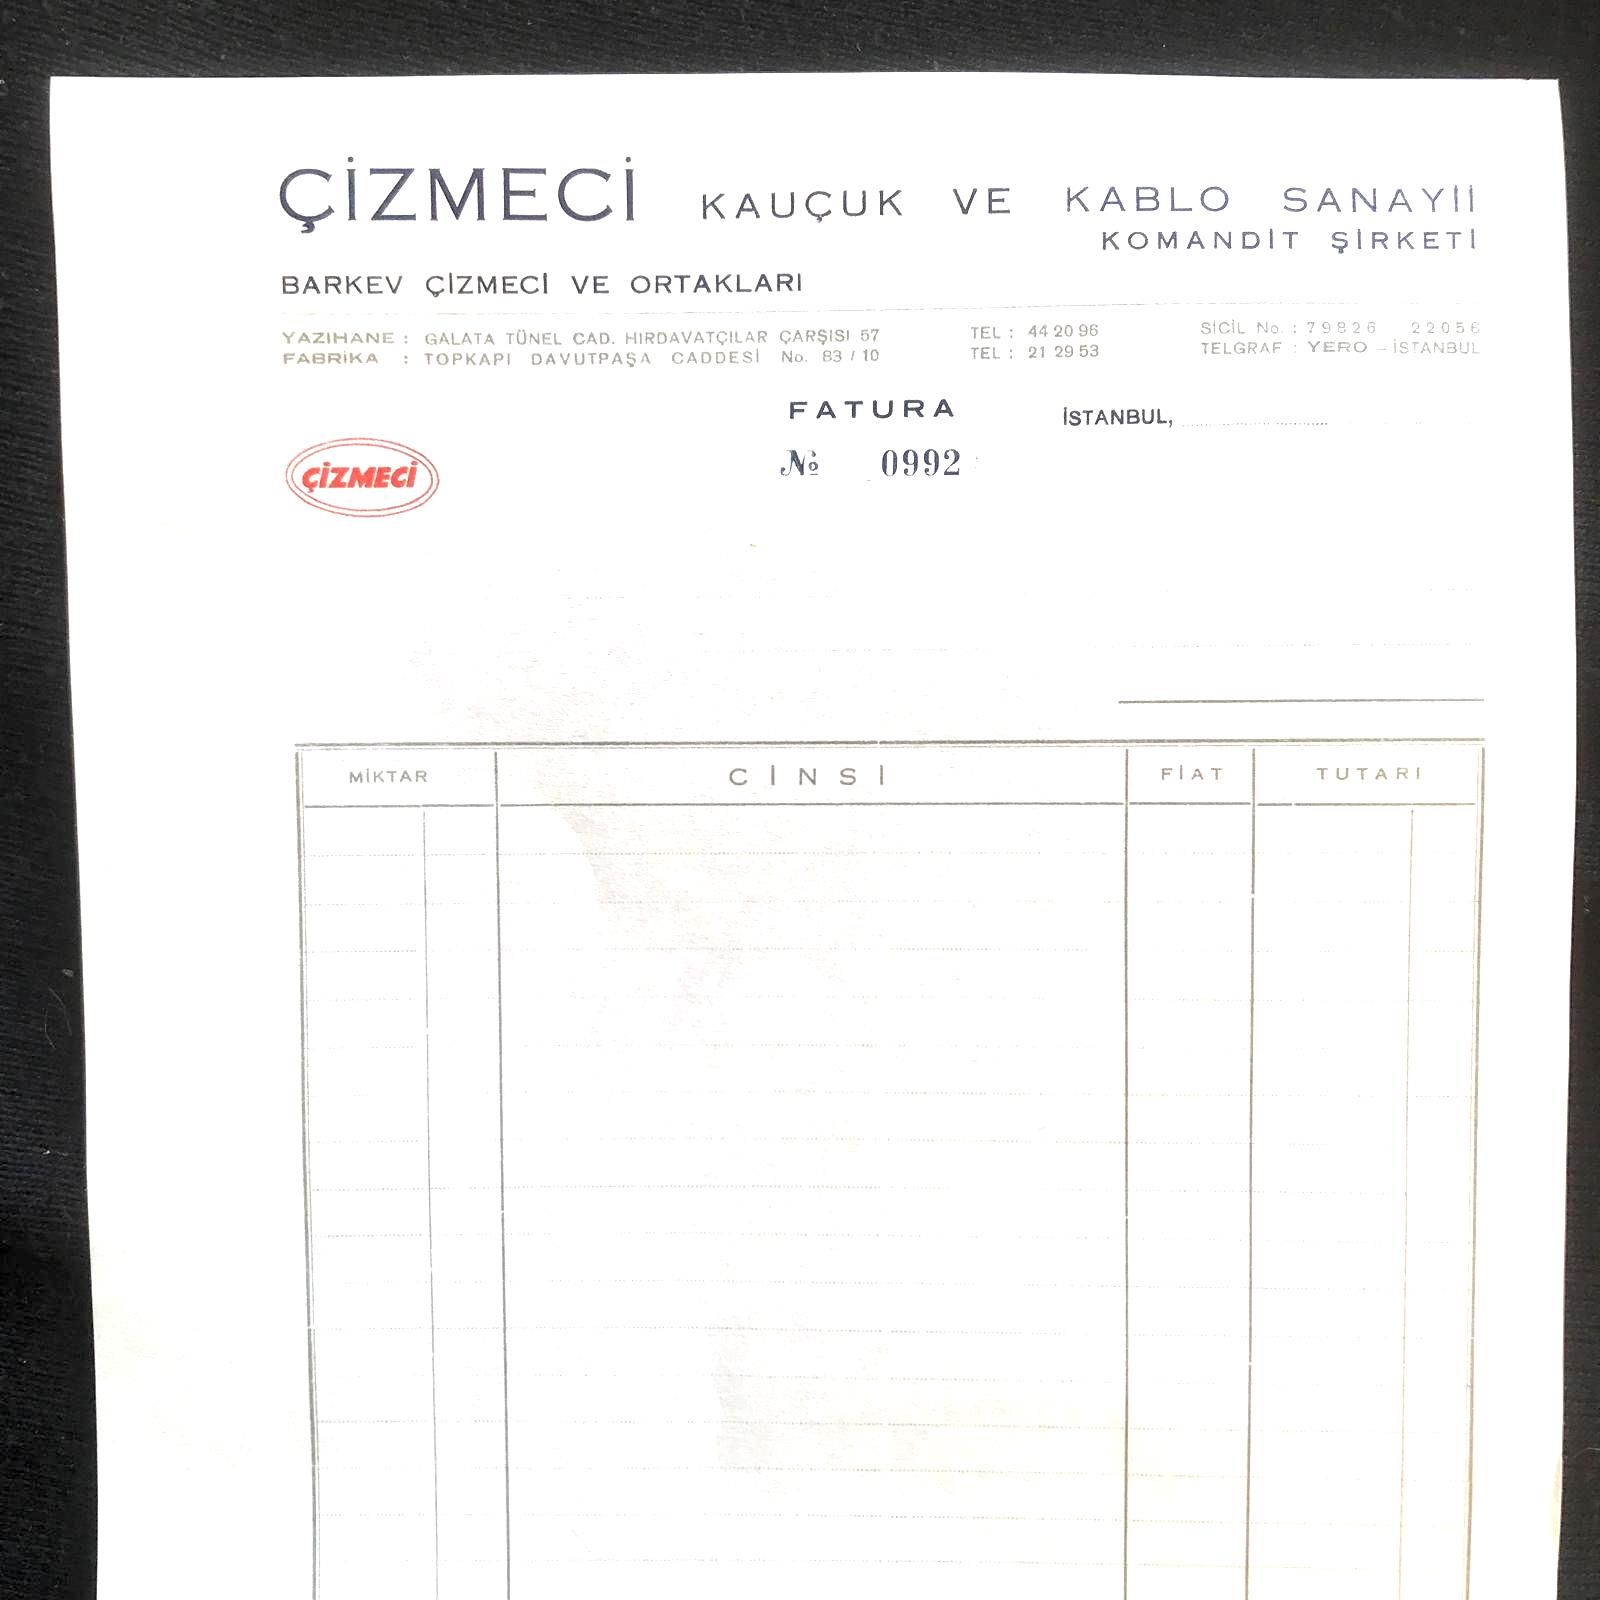 ÇİZMECİ KAUÇUK VE KABLO SANAYİİ
KOMANDİT ŞİRKETİ
BARKEV ÇİZMECİ VE ORTAKLARI
YAZIHANE : GALATA TÜNEL CAD. HIRDAVATÇILAR ÇARŞISI 57 TEL : 44 20 96 SİCİL No. : 79826 22056
FABRİKA : TOPKAPI DAVUTPAŞA CADDESİ No. 83 / 10 TEL : 21 29 53 TELGRAF : YERO – İSTANBUL
FATURA İSTANBUL,
№ 0992
ÇİZMECİ
MİKTAR CİNSİ FİAT TUTARI